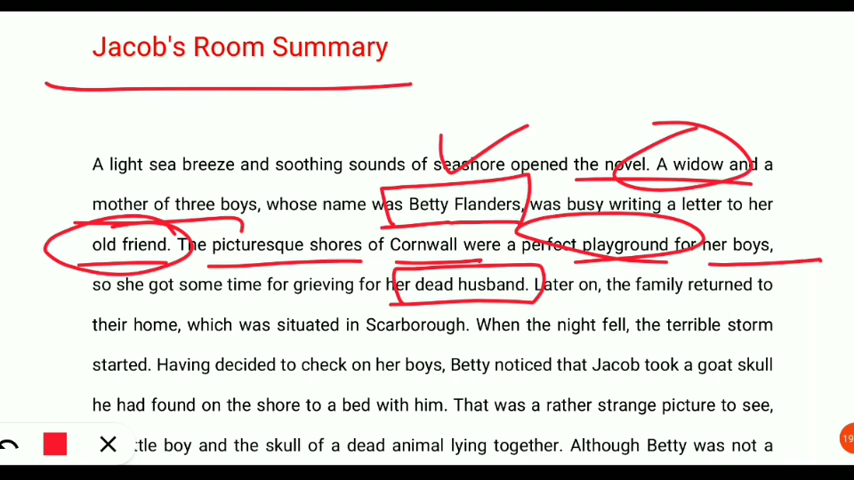 Jacob's Room Summary
A light sea breeze and soothing sounds of seashore opened the novel. A widow and a
mother of three boys, whose name was Betty Flanders, was busy writing a letter to her
old friend. The picturesque shores of Cornwall were a perfect playground for her boys,
so she got some time for grieving for her dead husband. Later on, the family returned to
their home, which was situated in Scarborough. When the night fell, the terrible storm
started. Having decided to check on her boys, Betty noticed that Jacob took a goat skull
he had found on the shore to a bed with him. That was a rather strange picture to see,
ttle boy and the skull of a dead animal lying together. Although Betty was not a
19